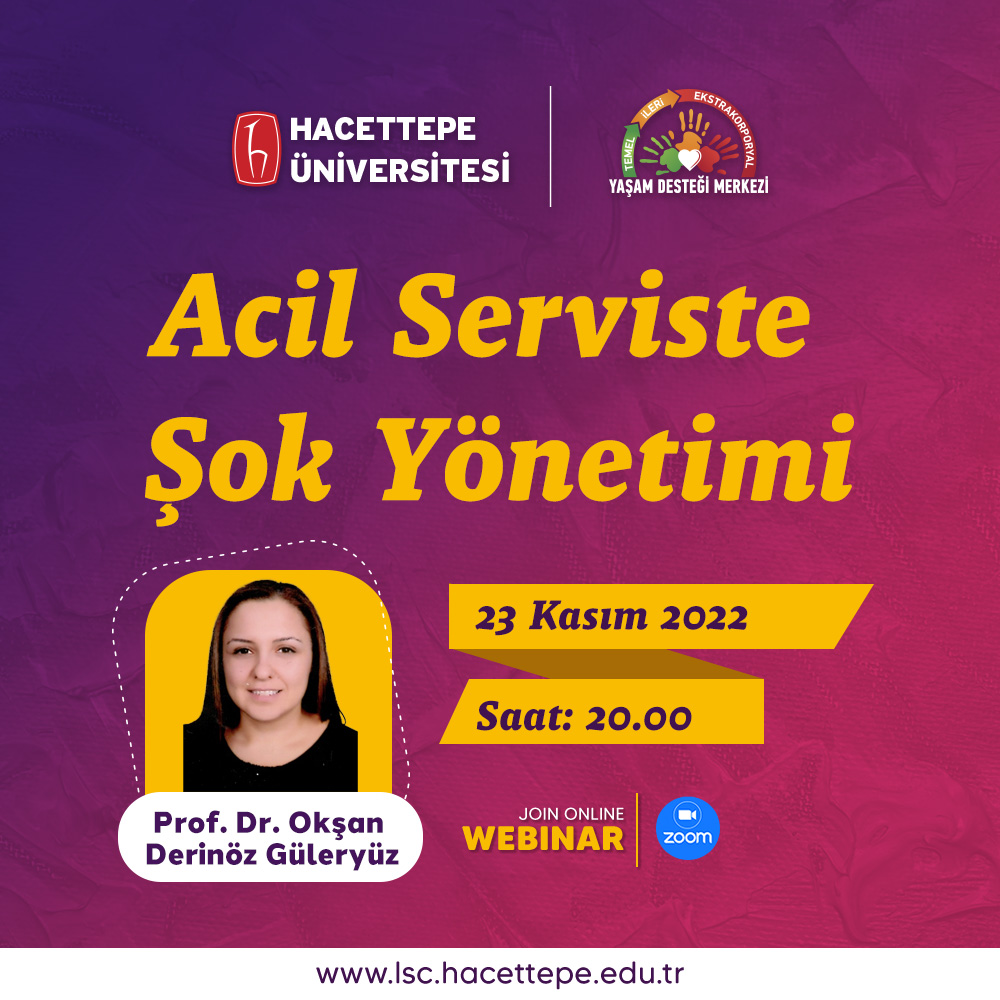 HACETTEPE
ÜNİVERSİTESİ
TEMEL İLERİ EKSTRAKORPORYAL
YAŞAM DESTEĞİ MERKEZİ
Acil Serviste
Şok Yönetimi
23 Kasım 2022
Saat: 20.00
Prof. Dr. Okşan
Derinöz Güleryüz
JOIN ONLINE
WEBINAR
zoom
www.lsc.hacettepe.edu.tr